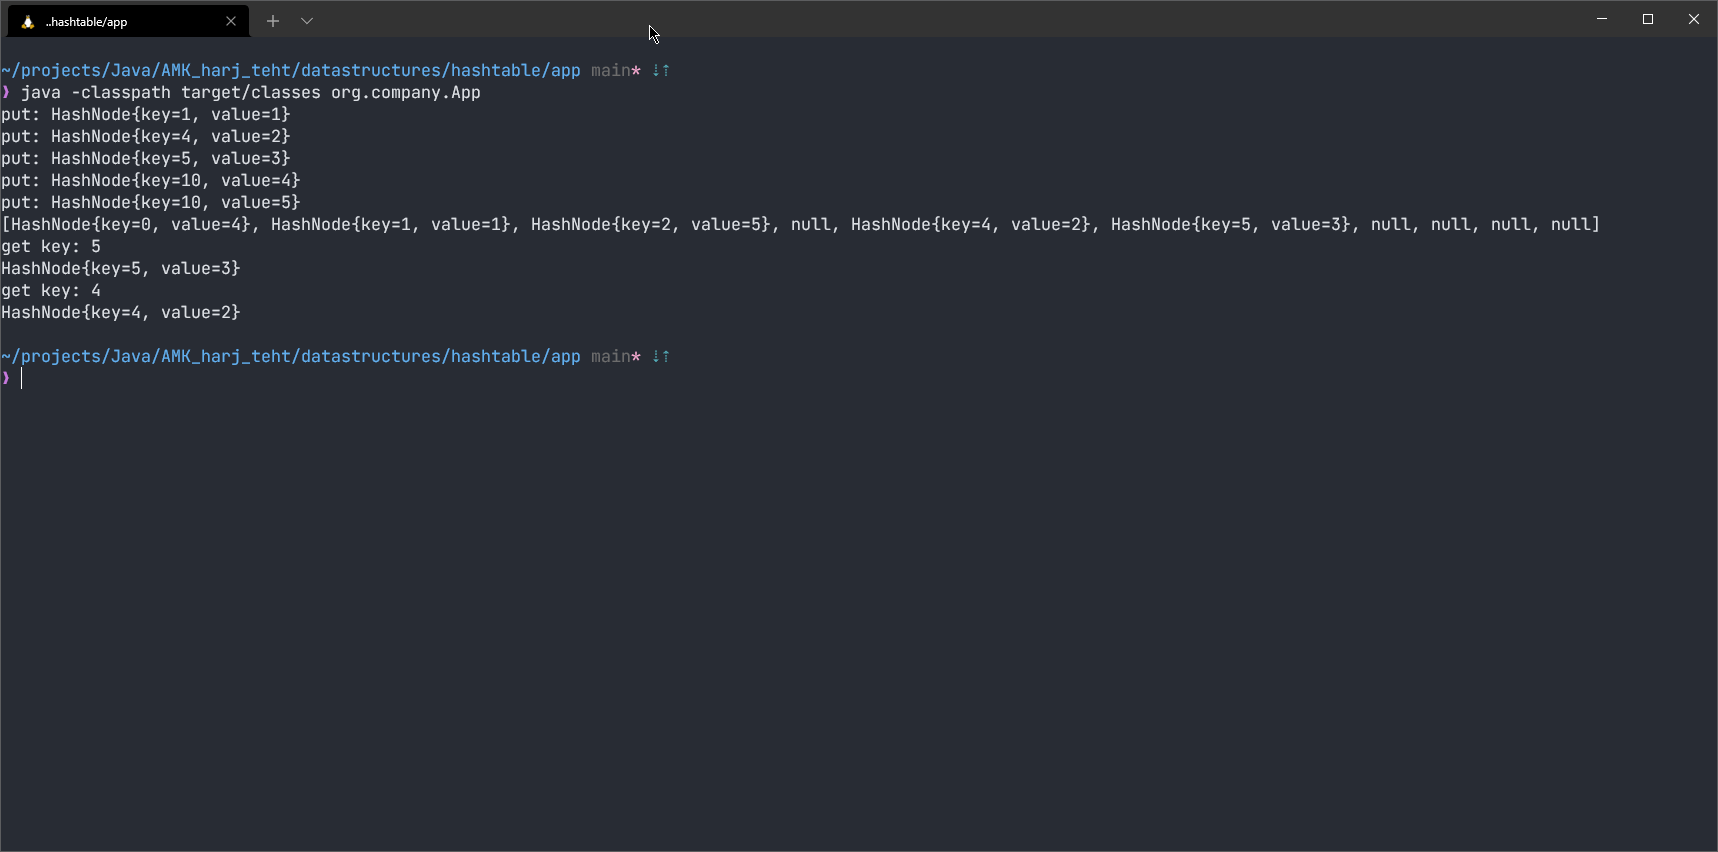 ..hashtable/app
~/projects/Java/AMK_harj_teht/datastructures/hashtable/app main* ⇣⇡
❯ java -classpath target/classes org.company.App
put: HashNode{key=1, value=1}
put: HashNode{key=4, value=2}
put: HashNode{key=5, value=3}
put: HashNode{key=10, value=4}
put: HashNode{key=10, value=5}
[HashNode{key=0, value=4}, HashNode{key=1, value=1}, HashNode{key=2, value=5}, null, HashNode{key=4, value=2}, HashNode{key=5, value=3}, null, null, null, null]
get key: 5
HashNode{key=5, value=3}
get key: 4
HashNode{key=4, value=2}
~/projects/Java/AMK_harj_teht/datastructures/hashtable/app main* ⇣⇡
❯